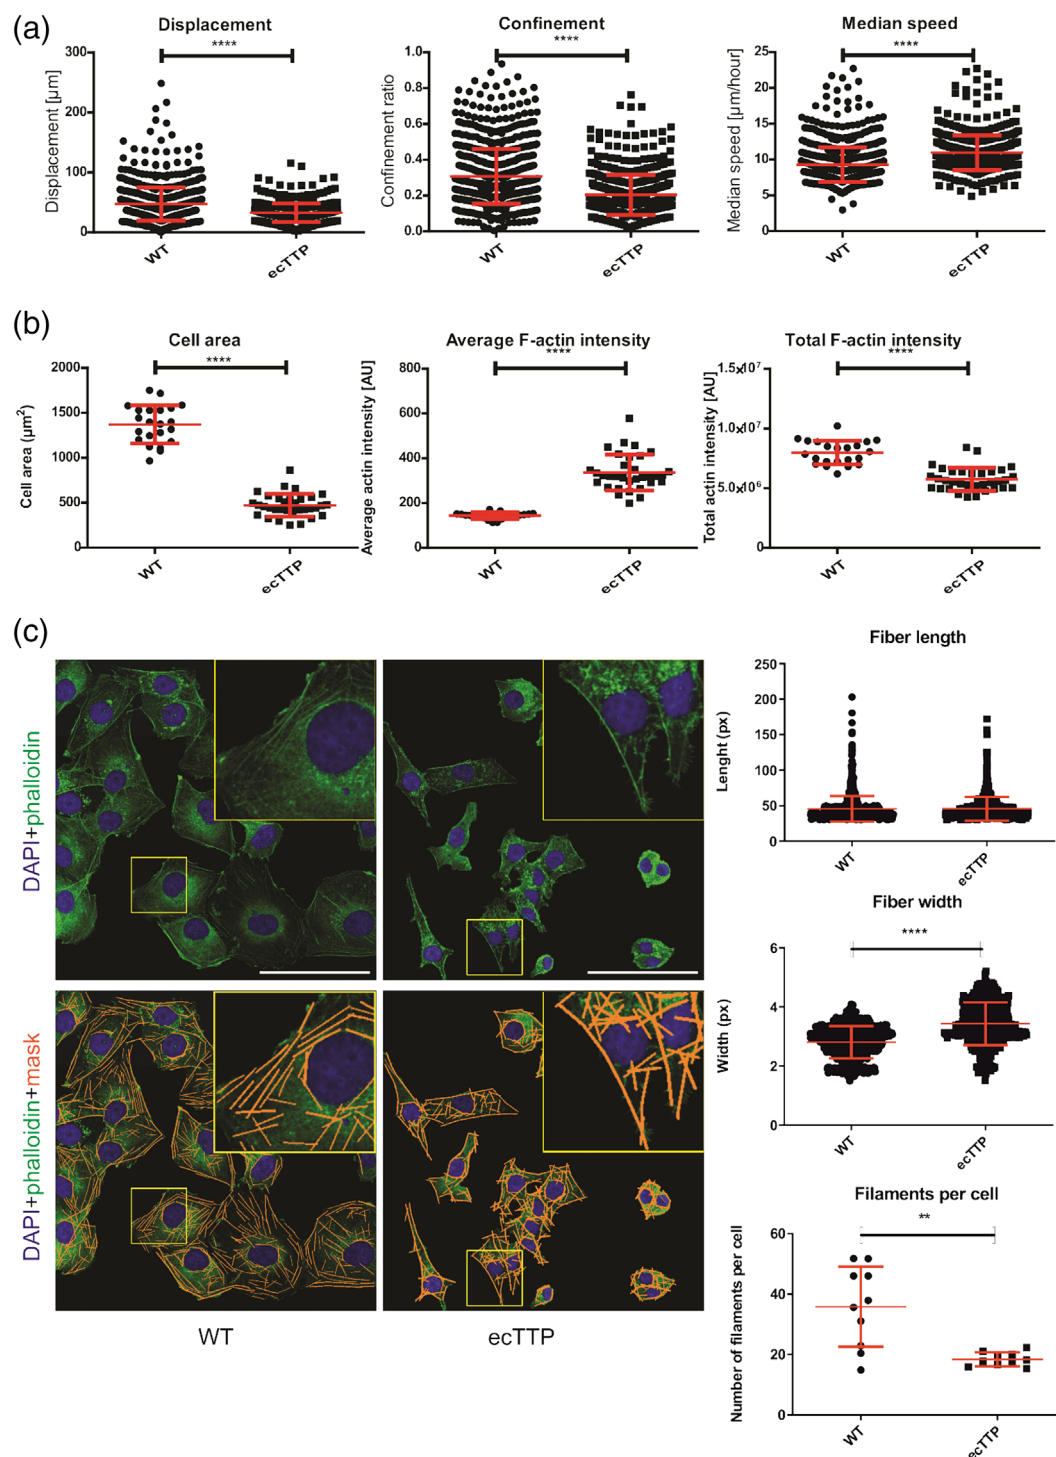 (a)
Displacement
****
Displacement [µm]
300
200
100
0
WT
ecTTP
Confinement
****
Confinement ratio
1.0
0.8
0.6
0.4
0.2
0.0
WT
ecTTP
Median speed
****
Median speed [µm/hour]
25
20
15
10
5
0
WT
ecTTP
(b)
Cell area
****
Cell area (µm²)
2000
1500
1000
500
0
WT
ecTTP
Average F-actin intensity
****
Average actin intensity [AU]
800
600
400
200
0
WT
ecTTP
Total F-actin intensity
****
Total actin intensity [AU]
1.5x10⁷
1.0x10⁷
5.0x10⁶
0
WT
ecTTP
(c)
DAPI+phalloidin
DAPI+phalloidin+mask
WT
ecTTP
Fiber length
Lenght (px)
250
200
150
100
50
0
WT
ecTTP
Fiber width
****
Width (px)
6
4
2
0
WT
ecTTP
Filaments per cell
**
Number of filaments per cell
60
40
20
0
WT
ecTTP